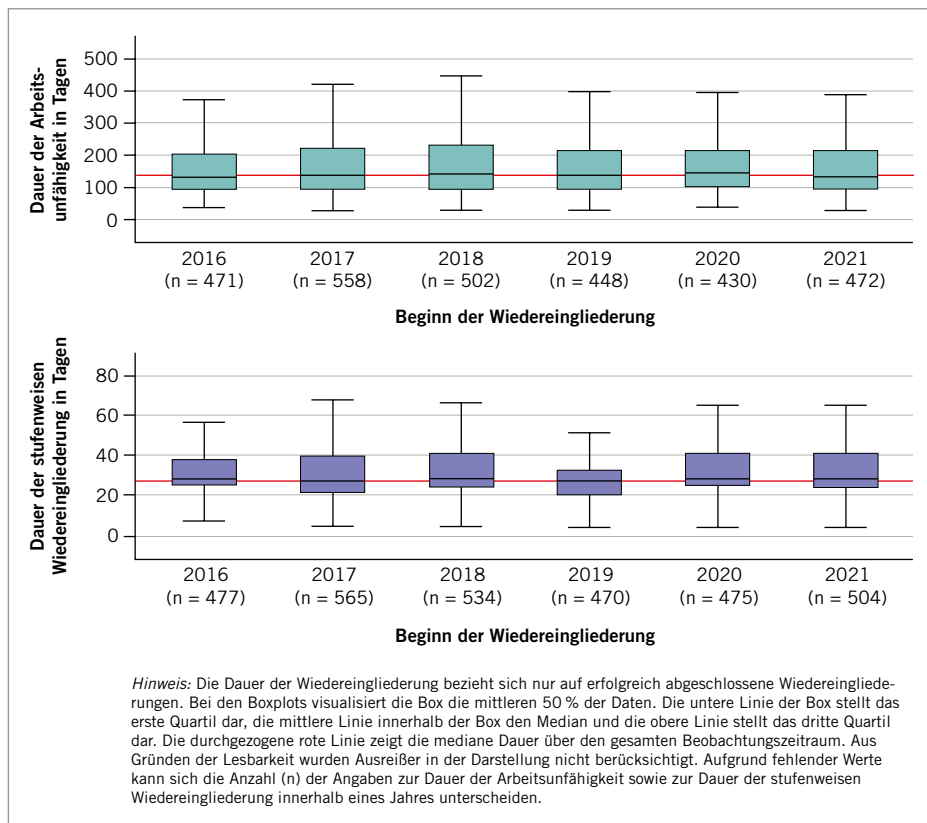 Dauer der Arbeits-
unfähigkeit in Tagen
500
400
300
200
100
0
2016
(n = 471)
2017
(n = 558)
2018
(n = 502)
2019
(n = 448)
2020
(n = 430)
2021
(n = 472)
Beginn der Wiedereingliederung
Dauer der stufenweisen
Wiedereingliederung in Tagen
80
60
40
20
0
2016
(n = 477)
2017
(n = 565)
2018
(n = 534)
2019
(n = 470)
2020
(n = 475)
2021
(n = 504)
Beginn der Wiedereingliederung
Hinweis: Die Dauer der Wiedereingliederung bezieht sich nur auf erfolgreich abgeschlossene Wiedereingliede-
rungen. Bei den Boxplots visualisiert die Box die mittleren 50 % der Daten. Die untere Linie der Box stellt das
erste Quartil dar, die mittlere Linie innerhalb der Box den Median und die obere Linie stellt das dritte Quartil
dar. Die durchgezogene rote Linie zeigt die mediane Dauer über den gesamten Beobachtungszeitraum. Aus
Gründen der Lesbarkeit wurden Ausreißer in der Darstellung nicht berücksichtigt. Aufgrund fehlender Werte
kann sich die Anzahl (n) der Angaben zur Dauer der Arbeitsunfähigkeit sowie zur Dauer der stufenweisen
Wiedereingliederung innerhalb eines Jahres unterscheiden.